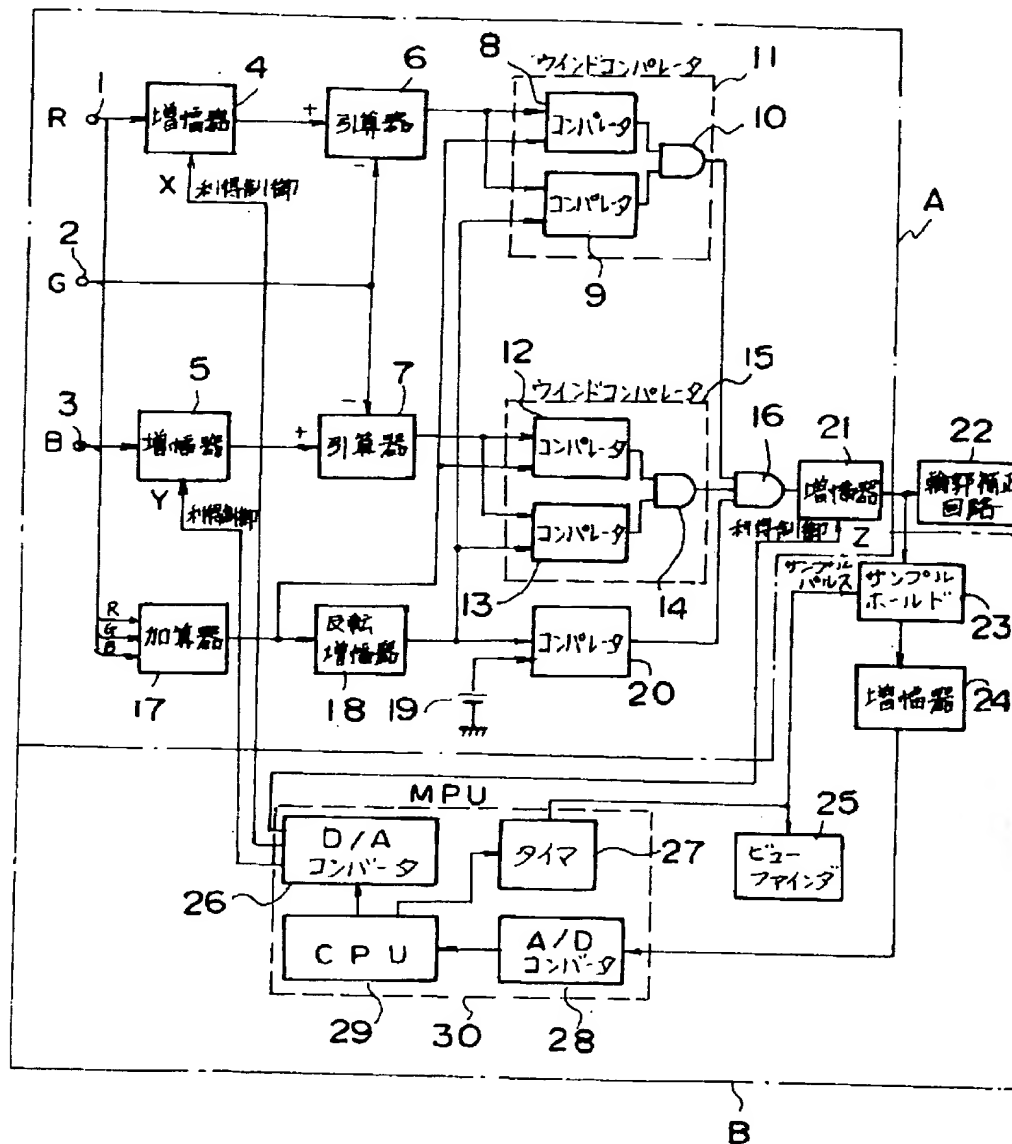 1
R
増幅器
4
X
利得制御
+
引算器
6
-
8
ウインドコンパレータ
11
コンパレータ
10
コンパレータ
9
A
2
G
3
B
増幅器
5
Y
利得制御
+
引算器
7
-
12
ウインドコンパレータ
15
コンパレータ
コンパレータ
13
14
16
利得制御
増幅器
21
Z
22
輪郭補正
回路
サンプル
パルス
サンプル
ホールド
23
増幅器
24
R
G
B
加算器
17
反転
増幅器
18
19
コンパレータ
20
MPU
D/A
コンバータ
26
タイマ
27
25
ビュー
ファインダ
CPU
29
A/D
コンバータ
28
30
B